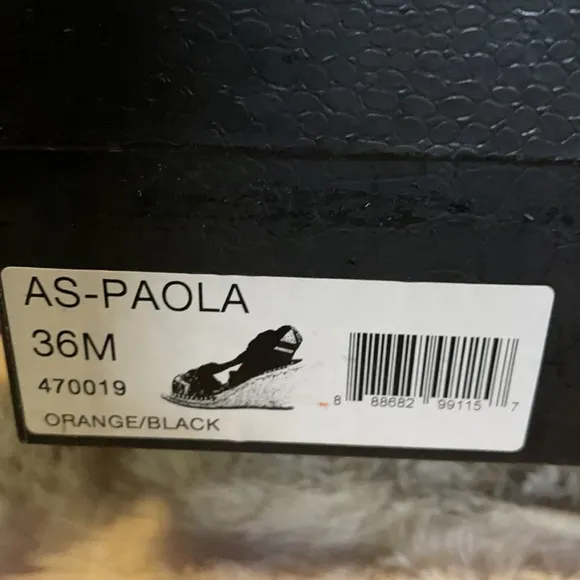 AS-PAOLA
36M
470019
ORANGE/BLACK
8 88682 99115 7